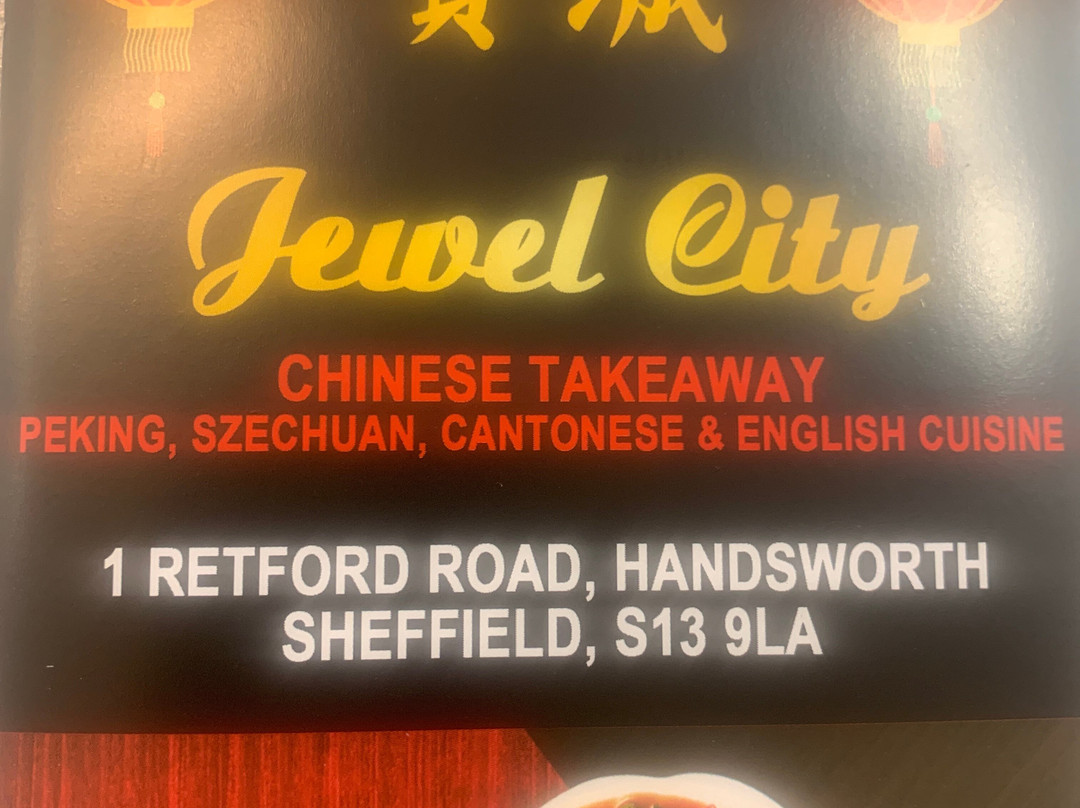 Jewel City
CHINESE TAKEAWAY
PEKING, SZECHUAN, CANTONESE & ENGLISH CUISINE
1 RETFORD ROAD, HANDSWORTH
SHEFFIELD, S13 9LA